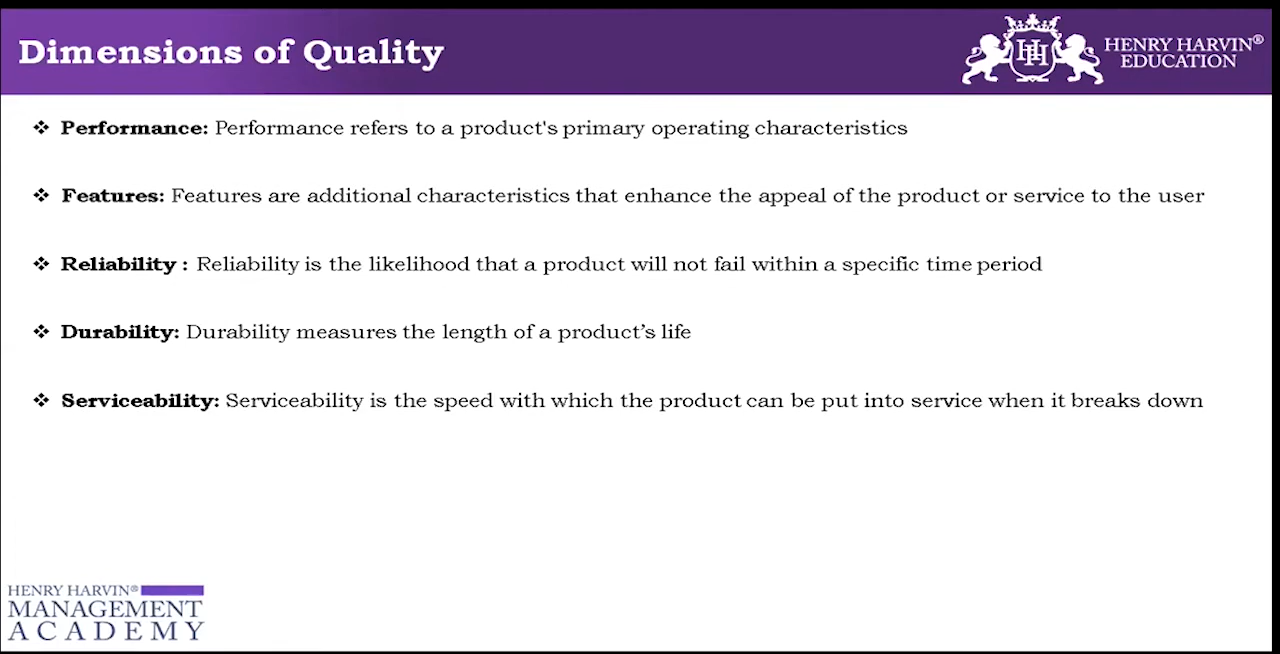 Dimensions of Quality
HENRY HARVIN®
EDUCATION
❖ Performance: Performance refers to a product's primary operating characteristics
❖ Features: Features are additional characteristics that enhance the appeal of the product or service to the user
❖ Reliability : Reliability is the likelihood that a product will not fail within a specific time period
❖ Durability: Durability measures the length of a product’s life
❖ Serviceability: Serviceability is the speed with which the product can be put into service when it breaks down
HENRY HARVIN®
MANAGEMENT
ACADEMY